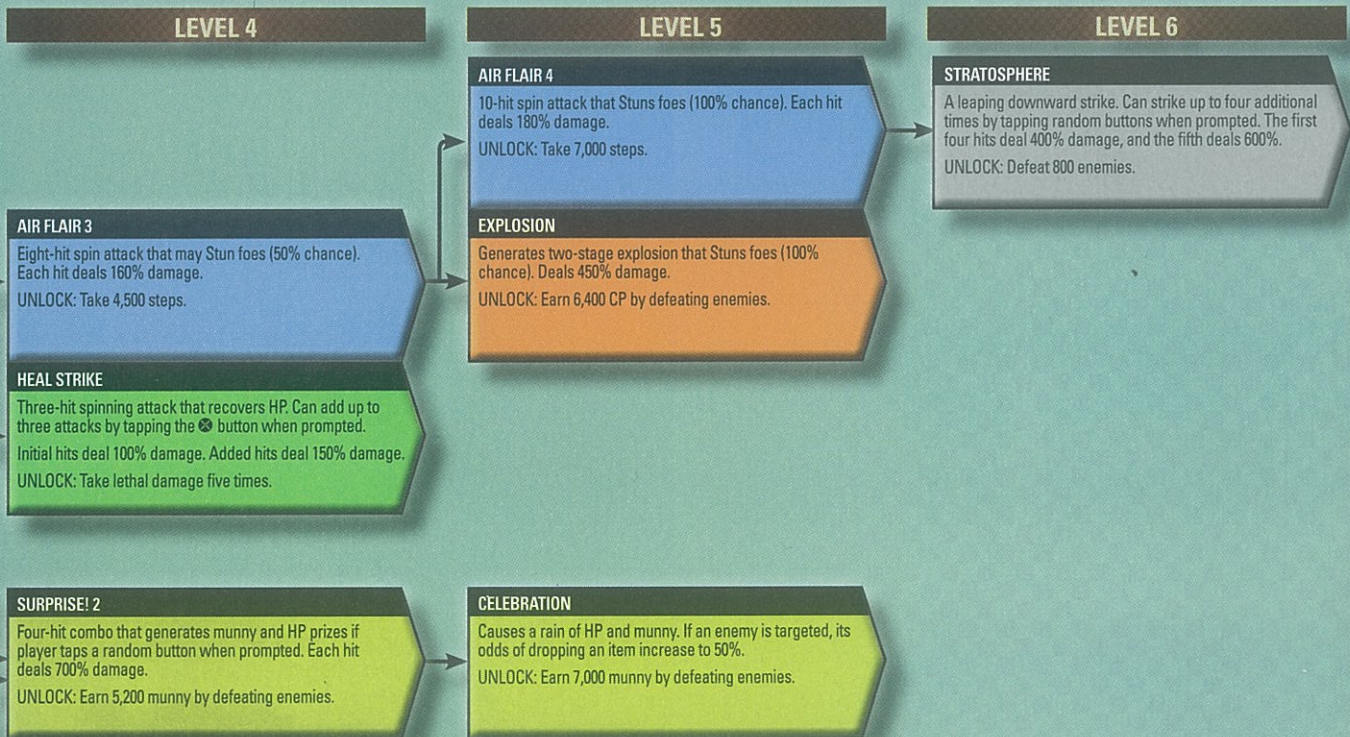 LEVEL 4
LEVEL 5
LEVEL 6
AIR FLAIR 4
10-hit spin attack that Stuns foes (100% chance). Each hit
deals 180% damage.
UNLOCK: Take 7,000 steps.
STRATOSPHERE
A leaping downward strike. Can strike up to four additional
times by tapping random buttons when prompted. The first
four hits deal 400% damage, and the fifth deals 600%.
UNLOCK: Defeat 800 enemies.
AIR FLAIR 3
Eight-hit spin attack that may Stun foes (50% chance).
Each hit deals 160% damage.
UNLOCK: Take 4,500 steps.
EXPLOSION
Generates two-stage explosion that Stuns foes (100%
chance). Deals 450% damage.
UNLOCK: Earn 6,400 CP by defeating enemies.
HEAL STRIKE
Three-hit spinning attack that recovers HP. Can add up to
three attacks by tapping the ⊗ button when prompted.
Initial hits deal 100% damage. Added hits deal 150% damage.
UNLOCK: Take lethal damage five times.
SURPRISE! 2
Four-hit combo that generates munny and HP prizes if
player taps a random button when prompted. Each hit
deals 700% damage.
UNLOCK: Earn 5,200 munny by defeating enemies.
CELEBRATION
Causes a rain of HP and munny. If an enemy is targeted, its
odds of dropping an item increase to 50%.
UNLOCK: Earn 7,000 munny by defeating enemies.